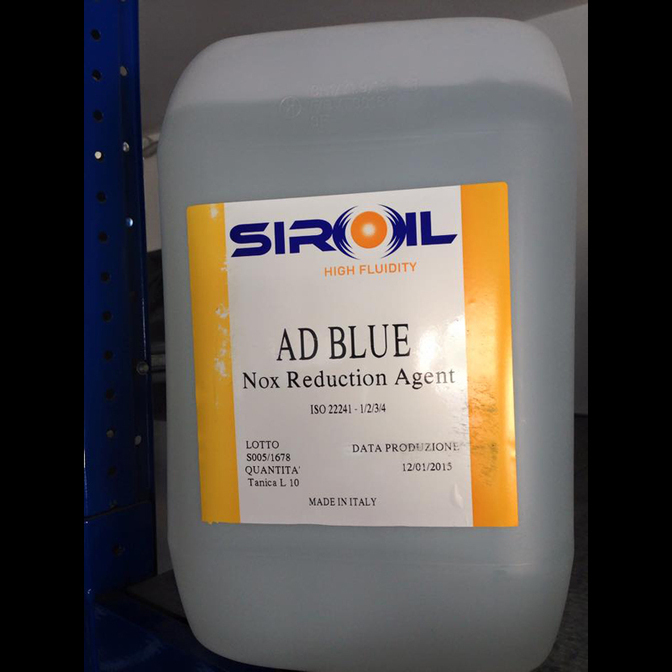 SIROIL
HIGH FLUIDITY
AD BLUE
Nox Reduction Agent
ISO 22241 - 1/2/3/4
LOTTO
S005/1678
QUANTITA'
Tanica L 10
DATA PRODUZIONE
12/01/2015
MADE IN ITALY